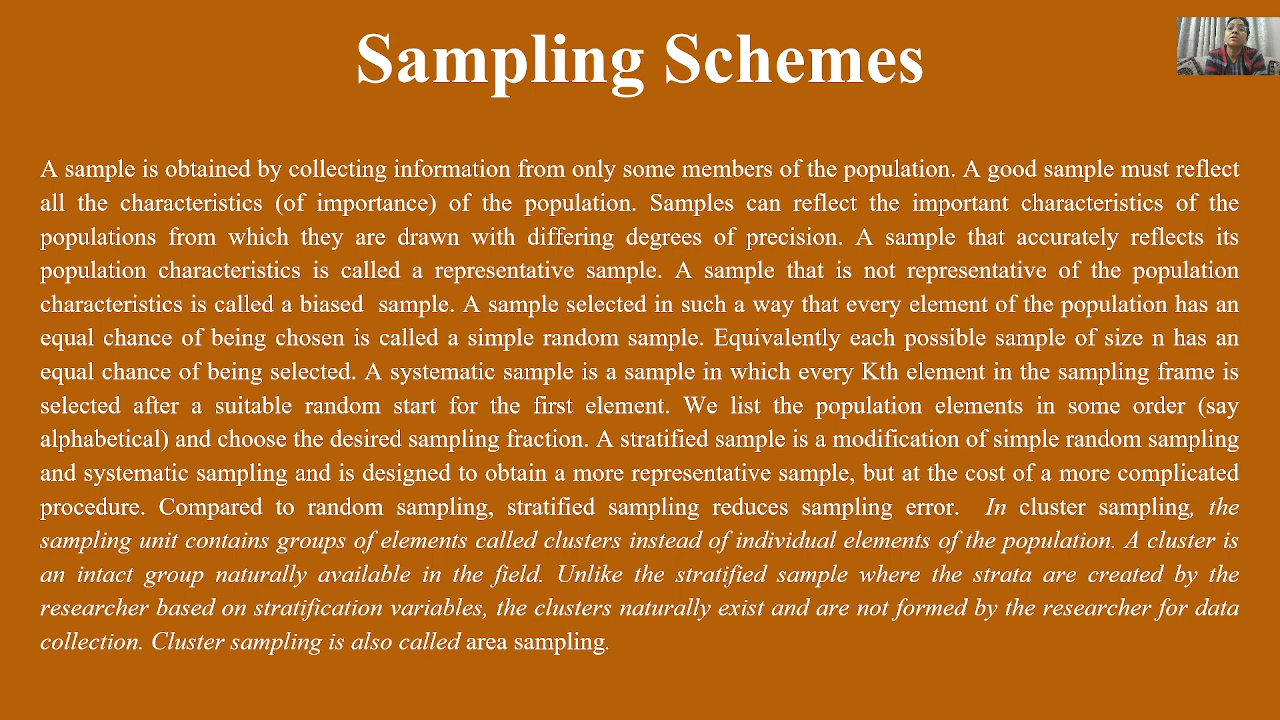 Sampling Schemes
A sample is obtained by collecting information from only some members of the population. A good sample must reflect
all the characteristics (of importance) of the population. Samples can reflect the important characteristics of the
populations from which they are drawn with differing degrees of precision. A sample that accurately reflects its
population characteristics is called a representative sample. A sample that is not representative of the population
characteristics is called a biased  sample. A sample selected in such a way that every element of the population has an
equal chance of being chosen is called a simple random sample. Equivalently each possible sample of size n has an
equal chance of being selected. A systematic sample is a sample in which every Kth element in the sampling frame is
selected after a suitable random start for the first element. We list the population elements in some order (say
alphabetical) and choose the desired sampling fraction. A stratified sample is a modification of simple random sampling
and systematic sampling and is designed to obtain a more representative sample, but at the cost of a more complicated
procedure. Compared to random sampling, stratified sampling reduces sampling error.  In cluster sampling, the
sampling unit contains groups of elements called clusters instead of individual elements of the population. A cluster is
an intact group naturally available in the field. Unlike the stratified sample where the strata are created by the
researcher based on stratification variables, the clusters naturally exist and are not formed by the researcher for data
collection. Cluster sampling is also called area sampling.